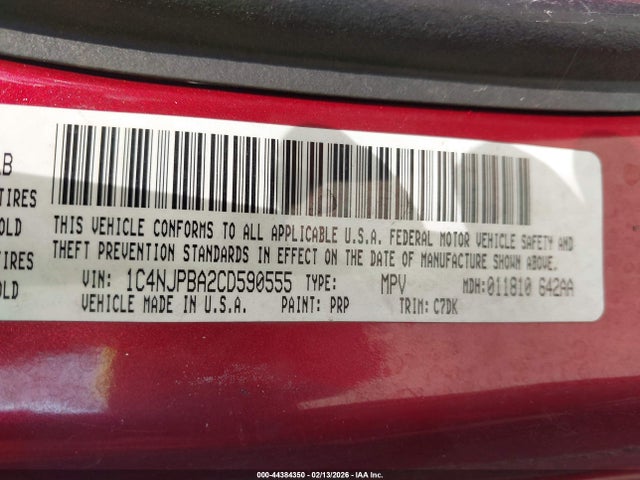 LB
TIRES
OLD
TIRES
OLD
THIS VEHICLE CONFORMS TO ALL APPLICABLE U.S.A. FEDERAL MOTOR VEHICLE SAFETY AND
THEFT PREVENTION STANDARDS IN EFFECT ON THE DATE OF MANUFACTURE SHOWN ABOVE.
VIN: 1C4NJPBA2CD590555 TYPE: MPV MDH: 011810 642AA
VEHICLE MADE IN U.S.A. PAINT: PRP TRIM: C7DK
000-44384350 - 02/13/2026 - IAA Inc.